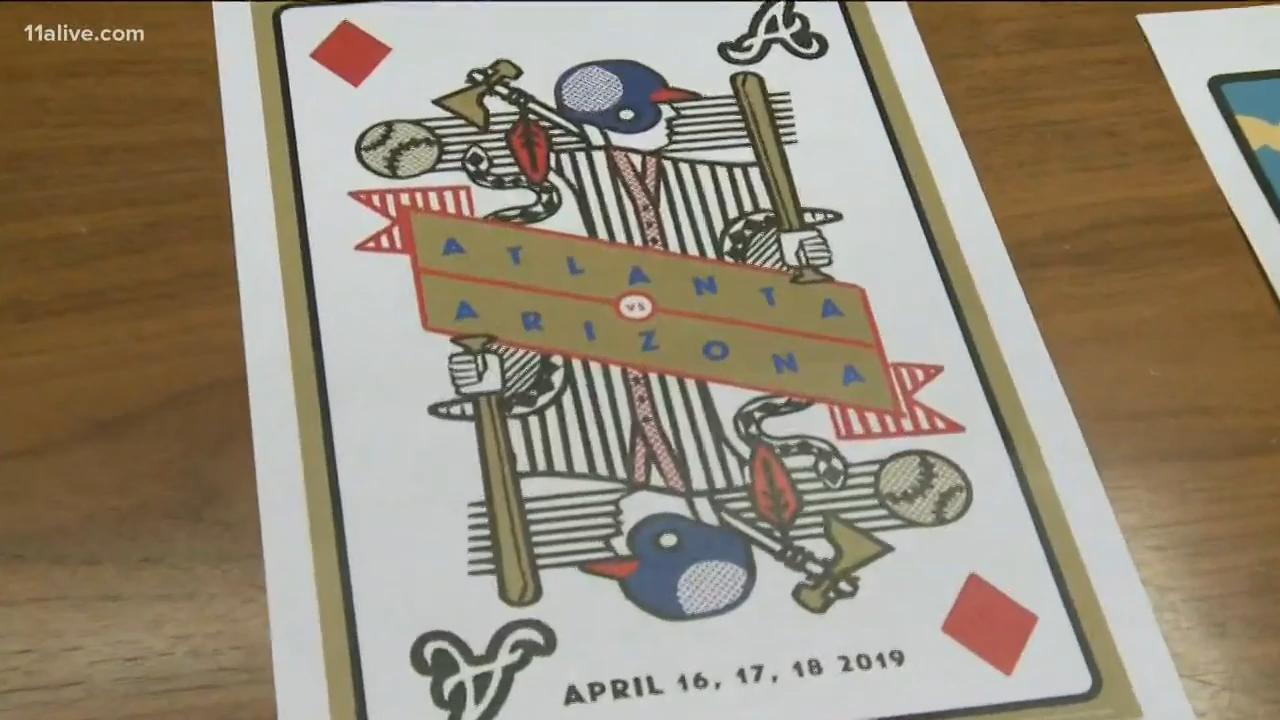 11alive.com
A
ATLANTA
VS
ARIZONA
A
APRIL 16, 17, 18 2019